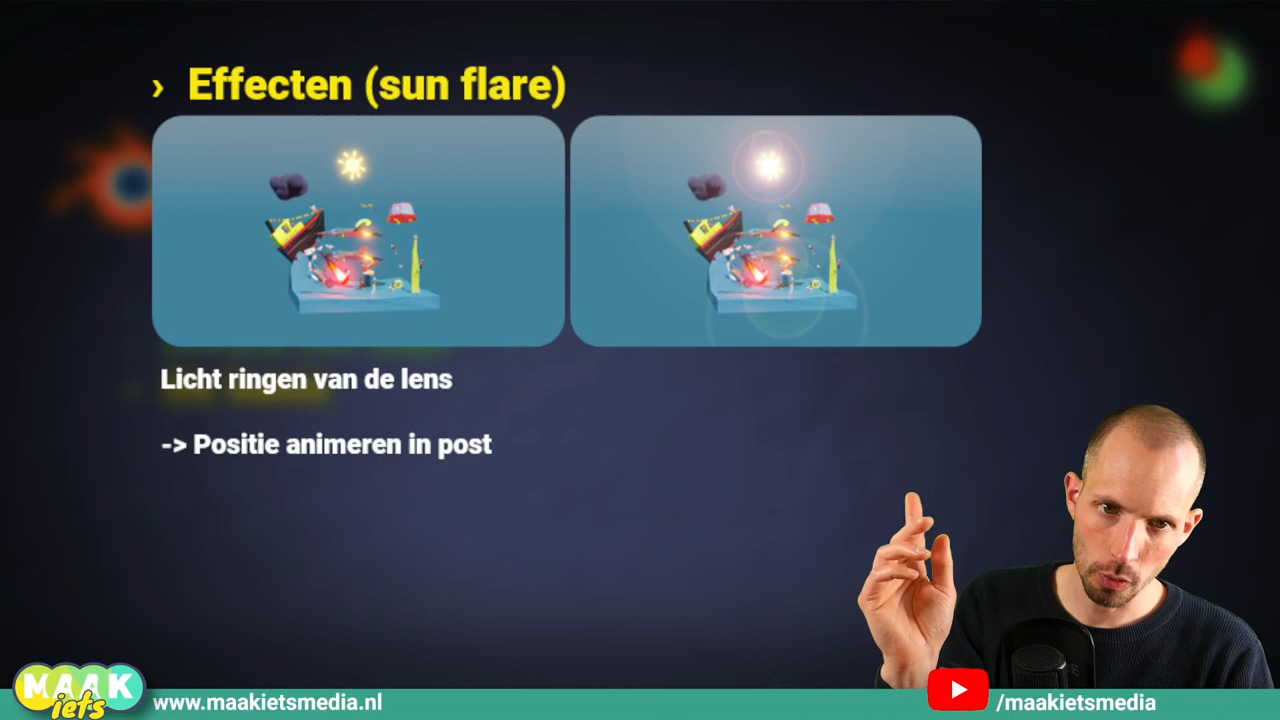 › Effecten (sun flare)
Licht ringen van de lens
-> Positie animeren in post
MAAK
iets
www.maakietsmedia.nl
/maakietsmedia